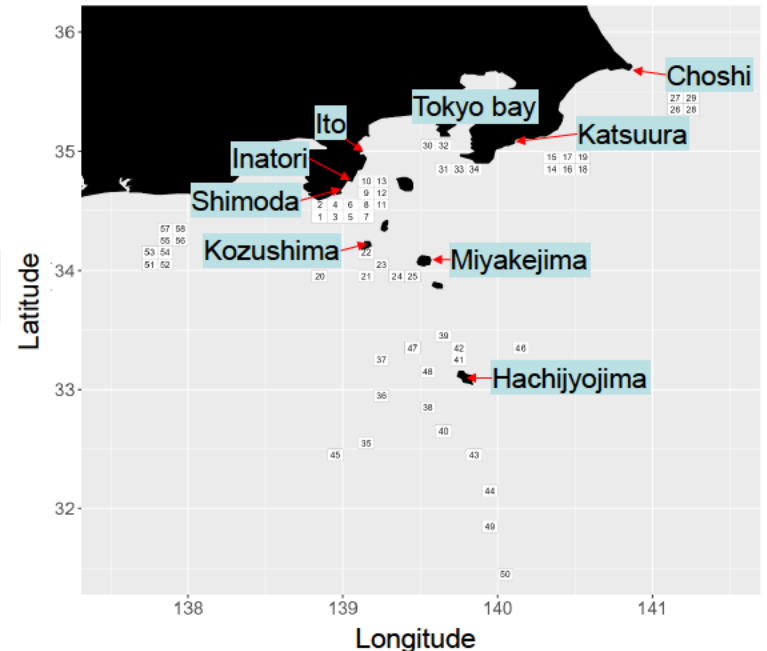 36
Choshi
27 29
26 28
Tokyo bay
Ito
Katsuura
35
30 32
Inatori
15 17 19
31 33 34
14 16 18
10 13
9 12
Shimoda
2 4 6 8 11
1 3 5 7
57 58
55 56
Kozushima
53 54
22
Miyakejima
51 52
23
34
20
21
24 25
39
47
42
46
37
41
48
33
Hachijyojima
36
38
40
35
45
43
44
32
49
50
138
139
140
141
Latitude
Longitude